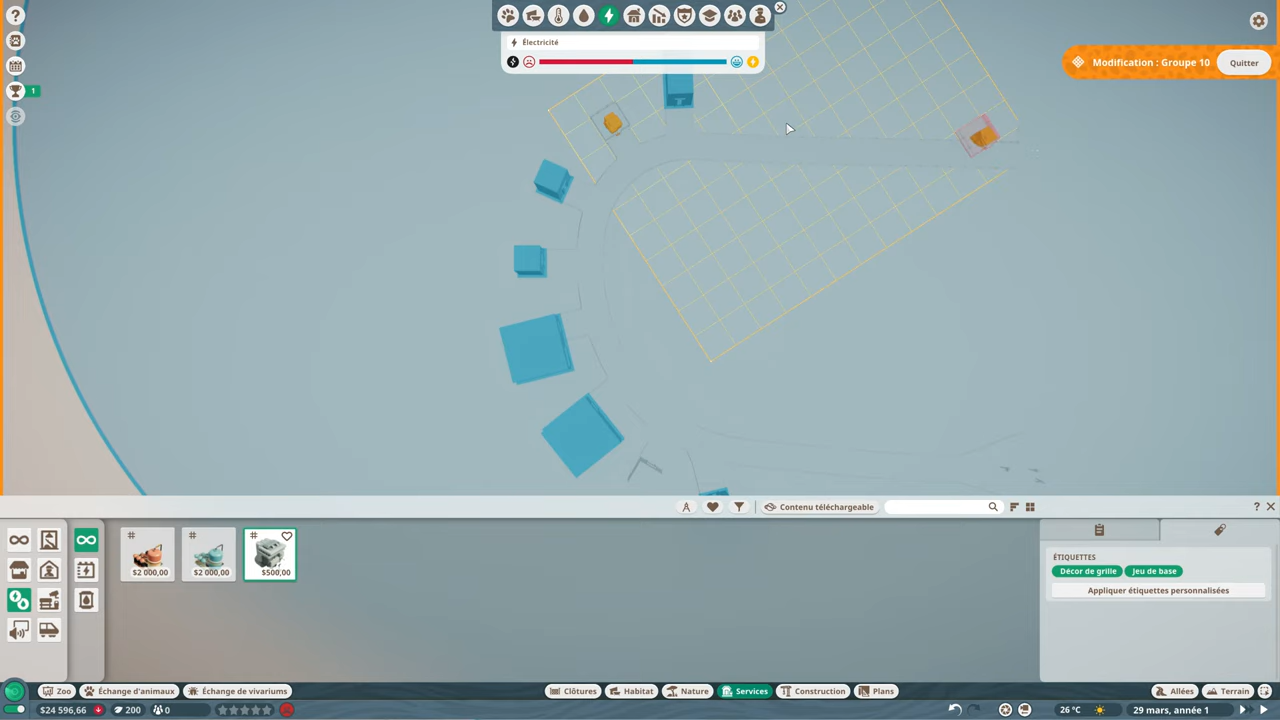 Électricité
1
Modification : Groupe 10
Quitter
Contenu téléchargeable
$2 000,00
$2 000,00
$500,00
ÉTIQUETTES
Décor de grille
Jeu de base
Appliquer étiquettes personnalisées
Zoo
Échange d'animaux
Échange de vivariums
Clôtures
Habitat
Nature
Services
Construction
Plans
Allées
Terrain
$24 596,66
200
0
26 °C
29 mars, année 1